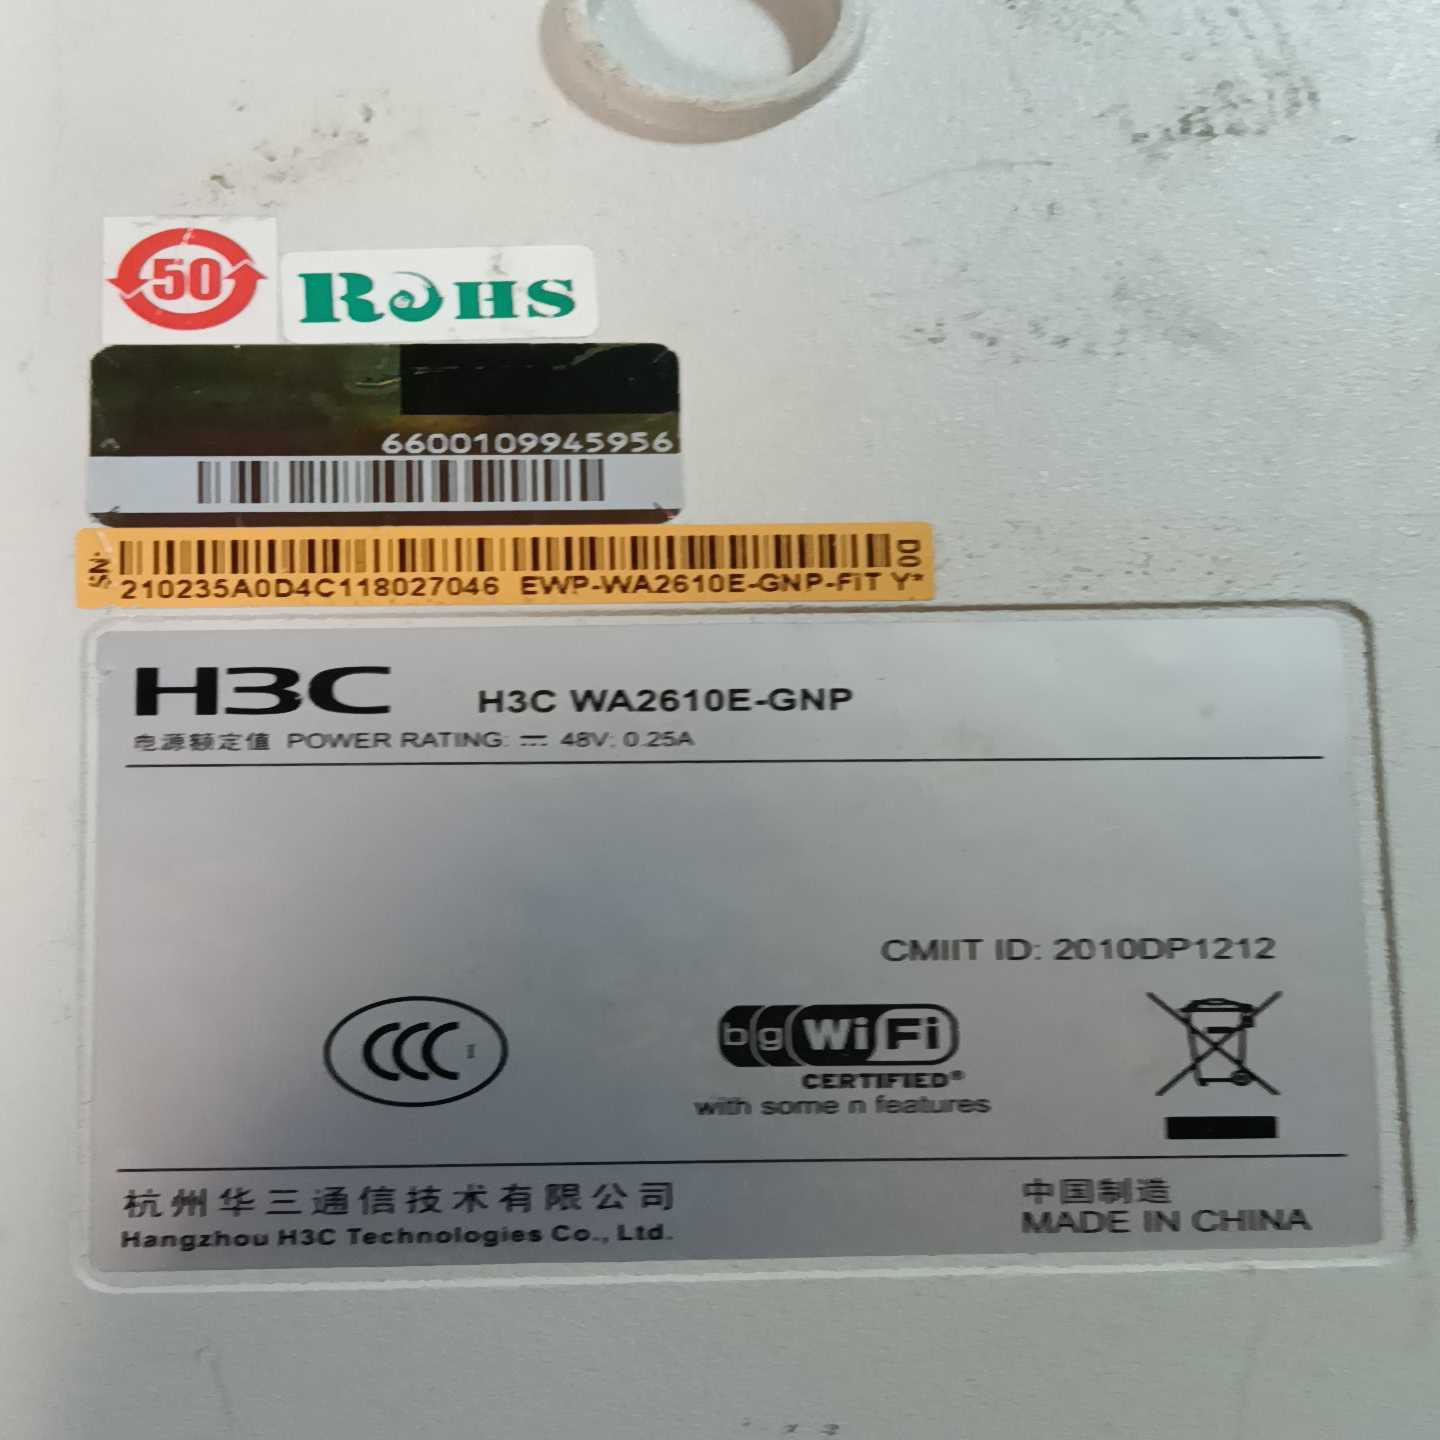 50
RoHS
6600109945956
SN:
D0
210235A0D4C118027046 EWP-WA2610E-GNP-FIT Y*
H3C H3C WA2610E-GNP
电源额定值 POWER RATING: ⎓ 48V; 0.25A
CMIIT ID: 2010DP1212
CCC I
b g WiFi
CERTIFIED®
with some n features
杭州华三通信技术有限公司
Hangzhou H3C Technologies Co., Ltd.
中国制造
MADE IN CHINA